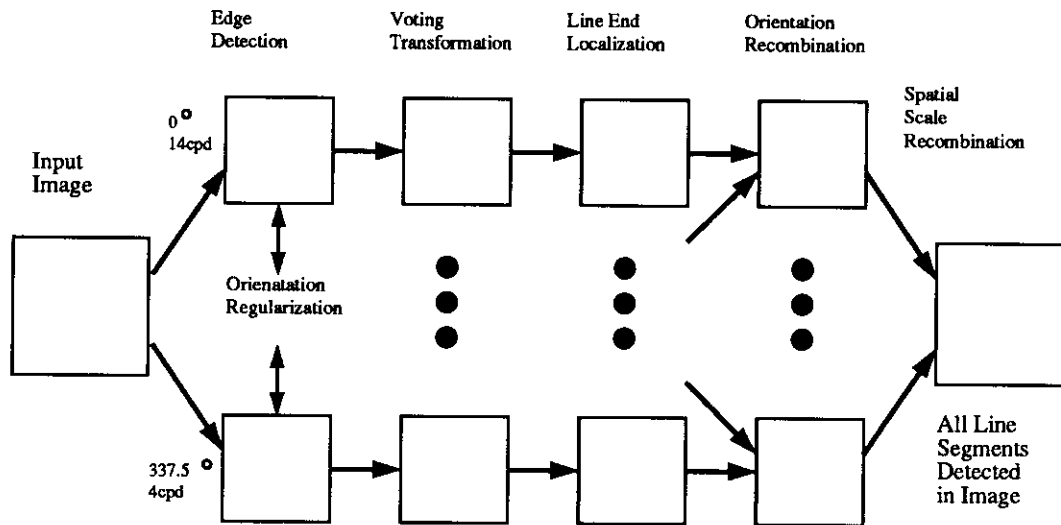 Edge
Detection
Voting
Transformation
Line End
Localization
Orientation
Recombination
Spatial
Scale
Recombination
0°
14cpd
Input
Image
Orienatation
Regularization
337.5°
4cpd
All Line
Segments
Detected
in Image